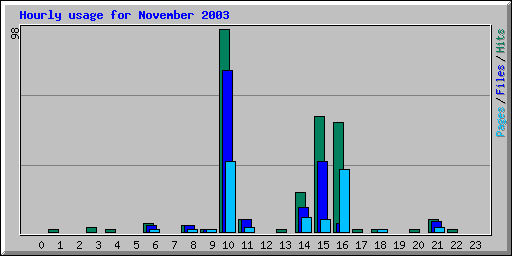 Hourly usage for November 2003
98
Pages/Files/Hits
0 1 2 3 4 5 6 7 8 9 10 11 12 13 14 15 16 17 18 19 20 21 22 23